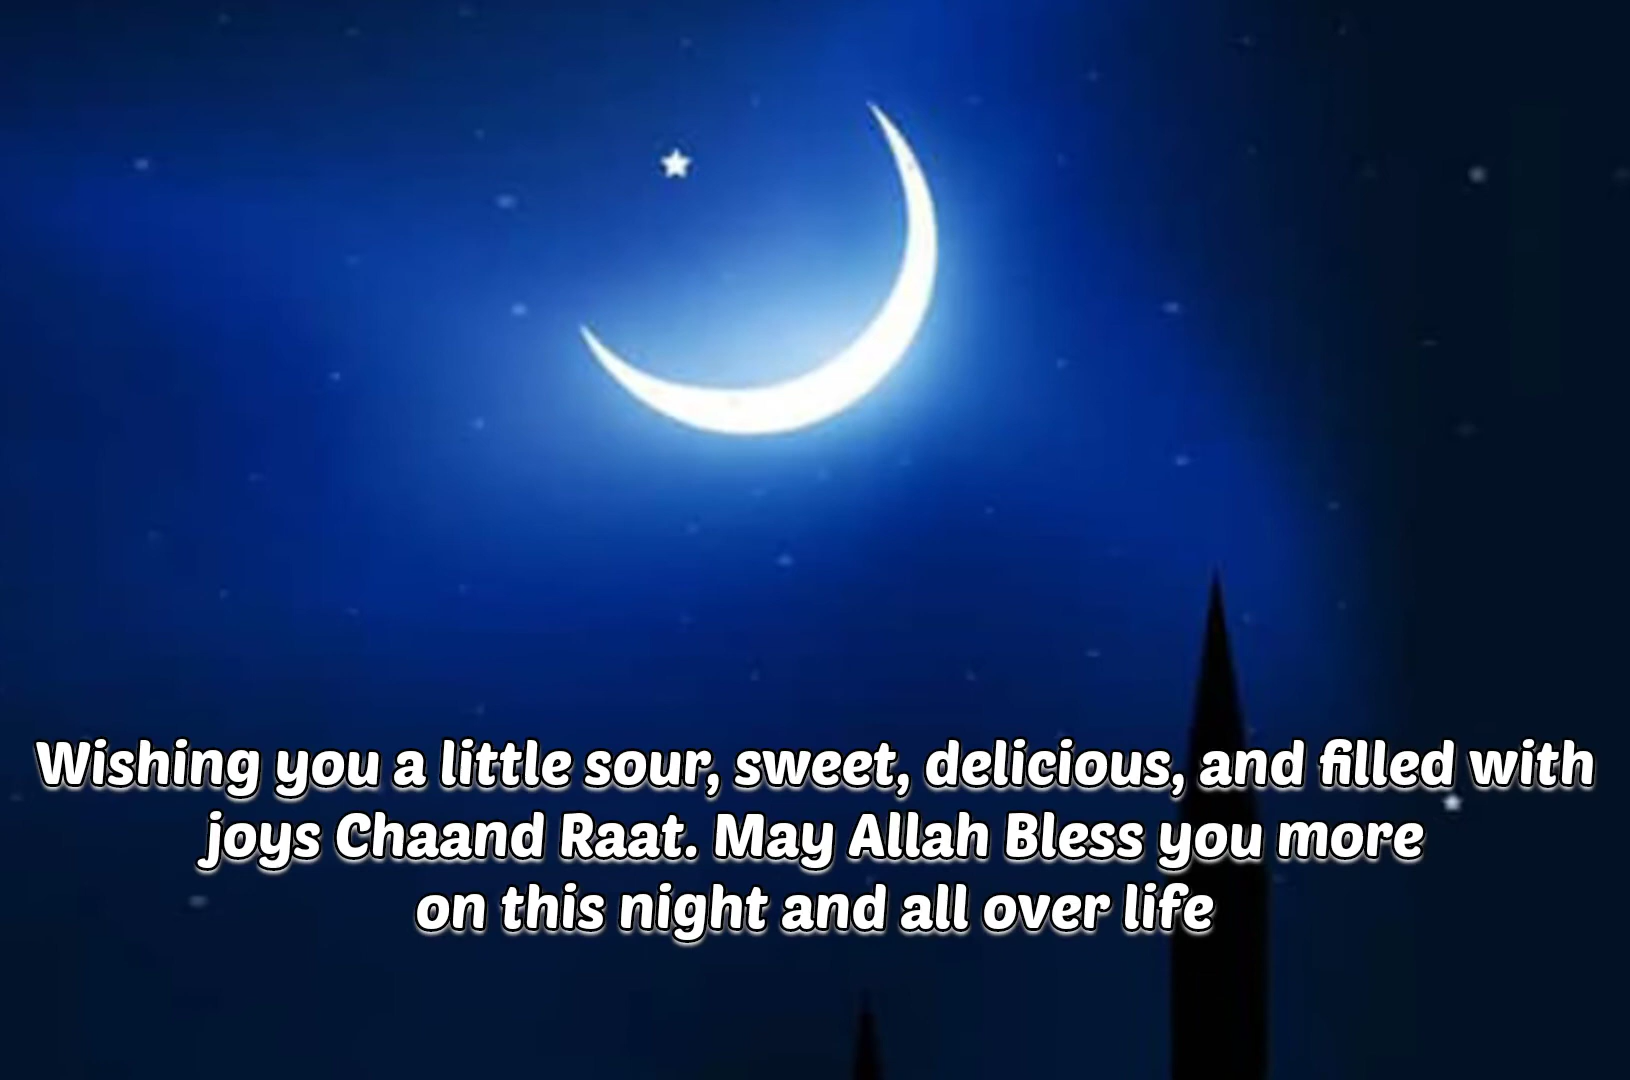 Wishing you a little sour, sweet, delicious, and filled with
joys Chaand Raat. May Allah Bless you more
on this night and all over life